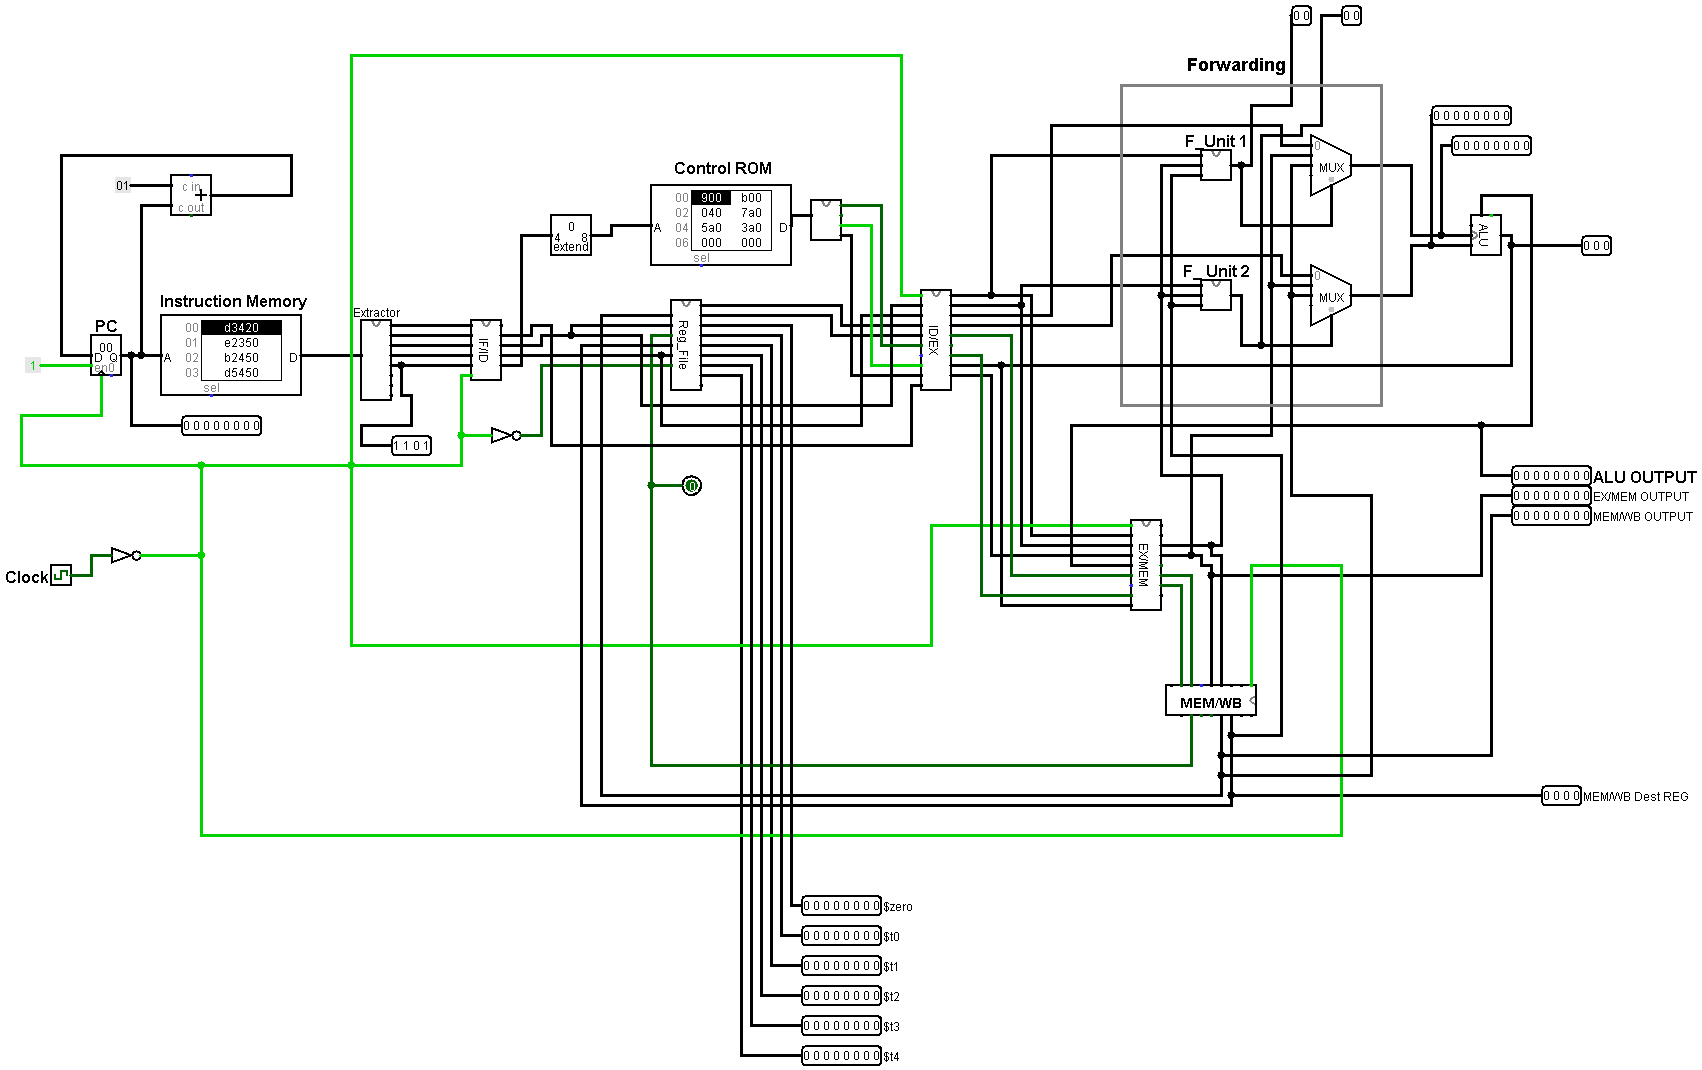 0 0
0 0
Forwarding
0 0 0 0 0 0 0 0
0 0 0 0 0 0 0 0
F_Unit 1
0
MUX
Control ROM
01
c in
+
c out
00 900 b00
02 040 7a0
04 5a0 3a0
06 000 000
A
D
sel
0
4 8
extend
ALU
0 0 0
F_Unit 2
0
MUX
Instruction Memory
00 d3420
01 e2350
02 b2450
03 d5450
A
D
sel
Extractor
PC
00
D Q
en0
1
IF/ID
Reg_File
ID/EX
0 0 0 0 0 0 0 0
1 1 0 1
0
0 0 0 0 0 0 0 0 ALU OUTPUT
0 0 0 0 0 0 0 0 EX/MEM OUTPUT
0 0 0 0 0 0 0 0 MEM/WB OUTPUT
EX/MEM
Clock
MEM/WB
0 0 0 0 MEM/WB Dest REG
0 0 0 0 0 0 0 0 $zero
0 0 0 0 0 0 0 0 $t0
0 0 0 0 0 0 0 0 $t1
0 0 0 0 0 0 0 0 $t2
0 0 0 0 0 0 0 0 $t3
0 0 0 0 0 0 0 0 $t4